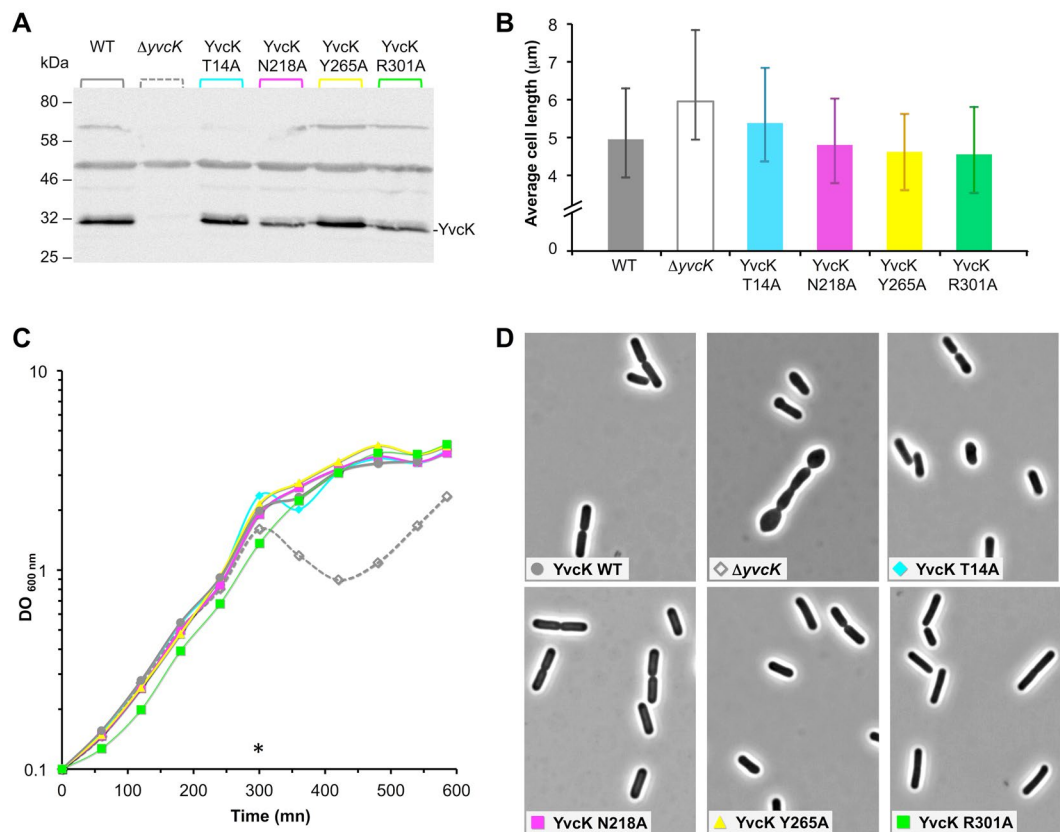 A
kDa
WT
ΔyvcK
YvcK T14A
YvcK N218A
YvcK Y265A
YvcK R301A
80
58
46
32
25
-YvcK
B
Average cell length (µm)
8
7
6
5
4
0
WT
ΔyvcK
YvcK T14A
YvcK N218A
YvcK Y265A
YvcK R301A
C
DO 600 nm
10
1
0.1
*
0
100
200
300
400
500
600
Time (mn)
D
YvcK WT
ΔyvcK
YvcK T14A
YvcK N218A
YvcK Y265A
YvcK R301A